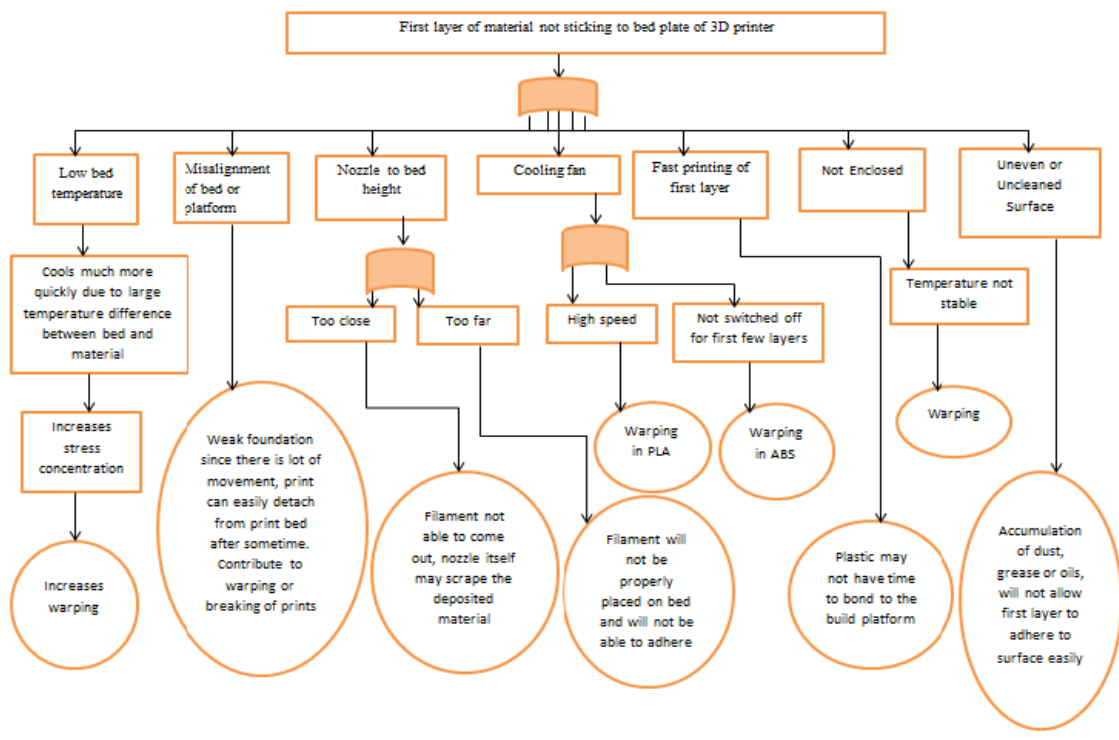 First layer of material not sticking to bed plate of 3D printer
Low bed
temperature
Misalignment
of bed or
platform
Nozzle to bed
height
Cooling fan
Fast printing of
first layer
Not Enclosed
Uneven or
Uncleaned
Surface
Cools much more
quickly due to large
temperature difference
between bed and
material
Too close
Too far
High speed
Not switched off
for first few layers
Temperature not
stable
Increases
stress
concentration
Weak foundation
since there is lot of
movement, print
can easily detach
from print bed
after sometime.
Contribute to
warping or
breaking of prints
Warping
in PLA
Warping
in ABS
Warping
Increases
warping
Filament not
able to come
out, nozzle itself
may scrape the
deposited
material
Filament will
not be
properly
placed on bed
and will not be
able to adhere
Plastic may
not have time
to bond to the
build platform
Accumulation
of dust,
grease or oils,
will not allow
first layer to
adhere to
surface easily